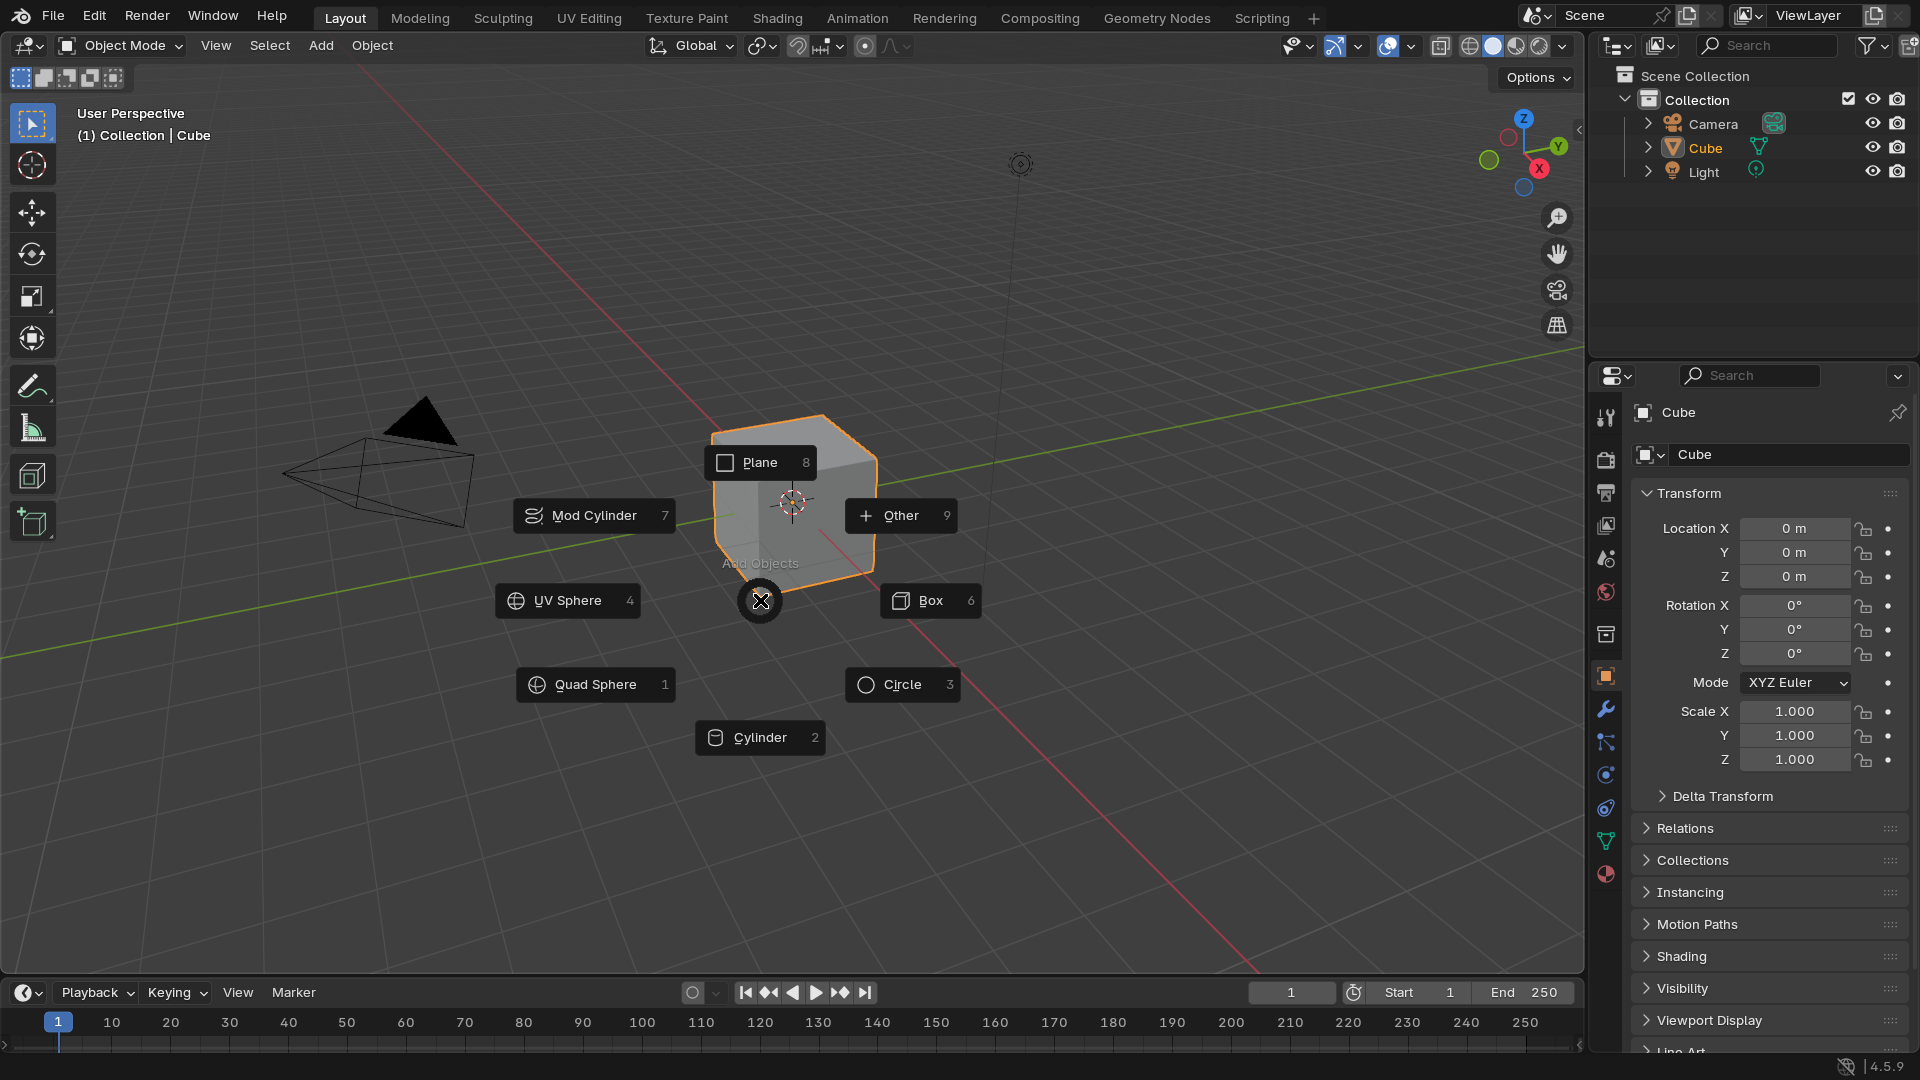 File Edit Render Window Help Layout Modeling Sculpting UV Editing Texture Paint Shading Animation Rendering Compositing Geometry Nodes Scripting Scene ViewLayer
Object Mode View Select Add Object Global Search
Options
User Perspective
(1) Collection | Cube
Z
Y
X
Scene Collection
Collection
Camera
Cube
Light
Search
Cube
Cube
Transform
Location X 0 m
Y 0 m
Z 0 m
Rotation X 0°
Y 0°
Z 0°
Mode XYZ Euler
Scale X 1.000
Y 1.000
Z 1.000
Delta Transform
Relations
Collections
Instancing
Motion Paths
Shading
Visibility
Viewport Display
Line Art
Plane 8
Mod Cylinder 7
Other 9
Add Objects
UV Sphere 4
Box 6
Quad Sphere 1
Circle 3
Cylinder 2
Playback Keying View Marker 1 Start 1 End 250
1 10 20 30 40 50 60 70 80 90 100 110 120 130 140 150 160 170 180 190 200 210 220 230 240 250
4.5.9